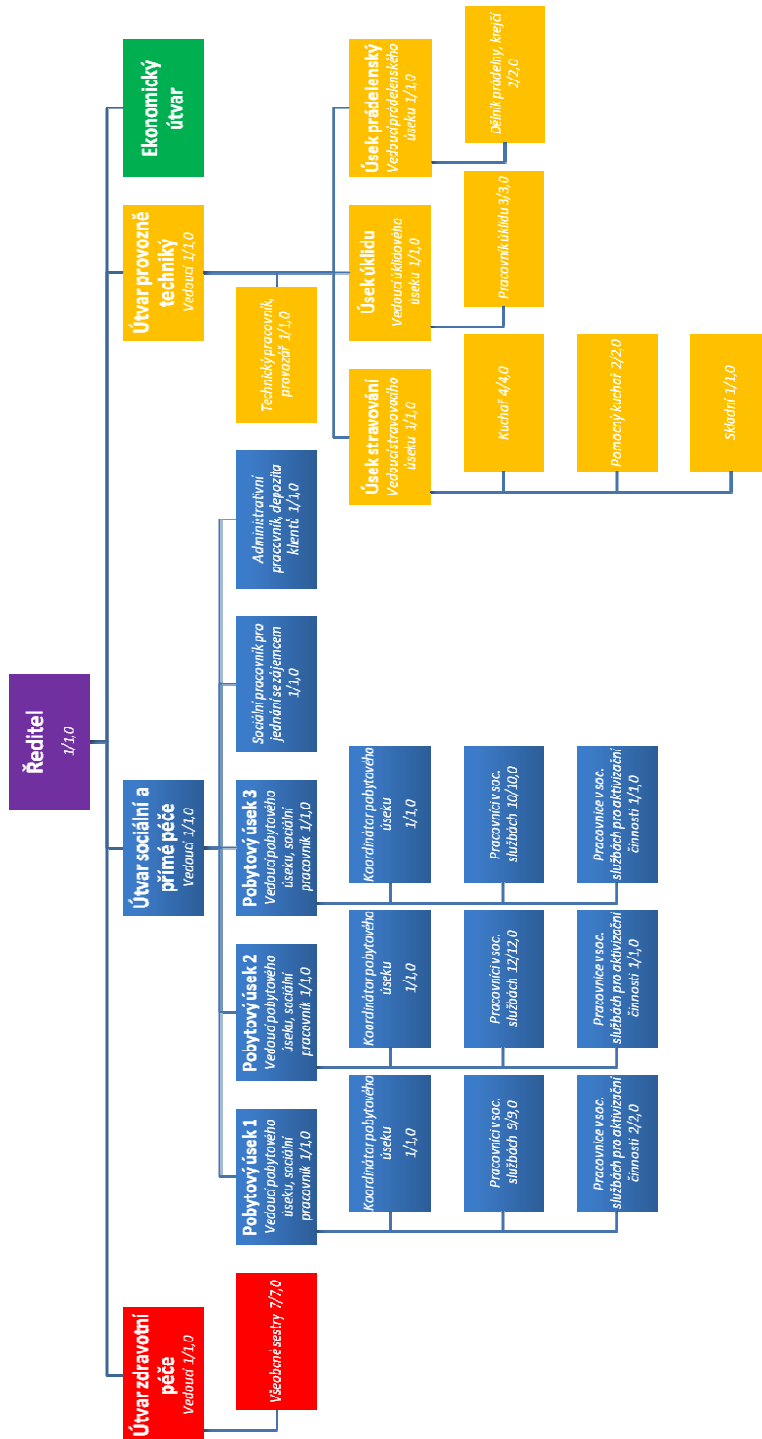 Ředitel
1/1,0
Útvar zdravotní
péče
Vedoucí 1/1,0
Všeobecné sestry 7/7,0
Útvar sociální a
přímé péče
Vedoucí 1/1,0
Pobytový úsek 1
Vedoucí pobytového
úseku, sociální
pracovník 1/1,0
Koordinátor pobytového
úseku
1/1,0
Pracovníci v soc.
službách 9/9,0
Pracovnice v soc.
službách pro aktivizační
činnosti 2/2,0
Pobytový úsek 2
Vedoucí pobytového
úseku, sociální
pracovník 1/1,0
Koordinátor pobytového
úseku
1/1,0
Pracovníci v soc.
službách 12/12,0
Pracovnice v soc.
službách pro aktivizační
činnosti 1/1,0
Pobytový úsek 3
Vedoucí pobytového
úseku, sociální
pracovník 1/1,0
Koordinátor pobytového
úseku
1/1,0
Pracovníci v soc.
službách 10/10,0
Pracovnice v soc.
službách pro aktivizační
činnosti 1/1,0
Sociální pracovník pro
jednání se zájemcem
1/1,0
Administrativní
pracovník, depozita
klientů 1/1,0
Útvar provozně
techniký
Vedoucí 1/1,0
Technický pracovník,
provozář 1/1,0
Úsek stravování
Vedoucí stravovacího
úseku 1/1,0
Kuchař 4/4,0
Pomocný kuchař 2/2,0
Skladní 1/1,0
Úsek úklidu
Vedoucí úklidového
úseku 1/1,0
Pracovník úklidu 3/3,0
Úsek prádelenský
Vedoucí prádelenského
úseku 1/1,0
Dělník prádelny, krejčí
2/2,0
Ekonomický
útvar